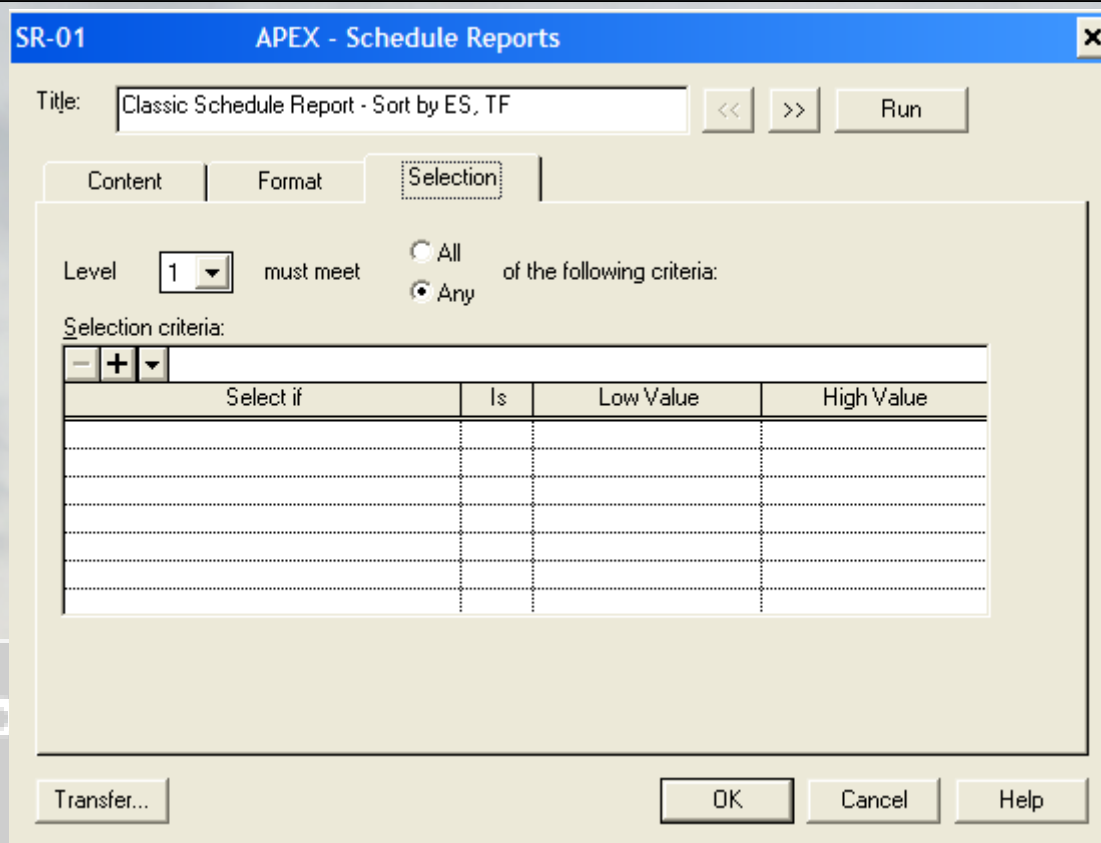 SR-01 APEX - Schedule Reports
Title: Classic Schedule Report - Sort by ES, TF << >> Run
Content Format Selection
All
Level 1 must meet of the following criteria:
Any
Selection criteria:
Select if Is Low Value High Value
Transfer... OK Cancel Help